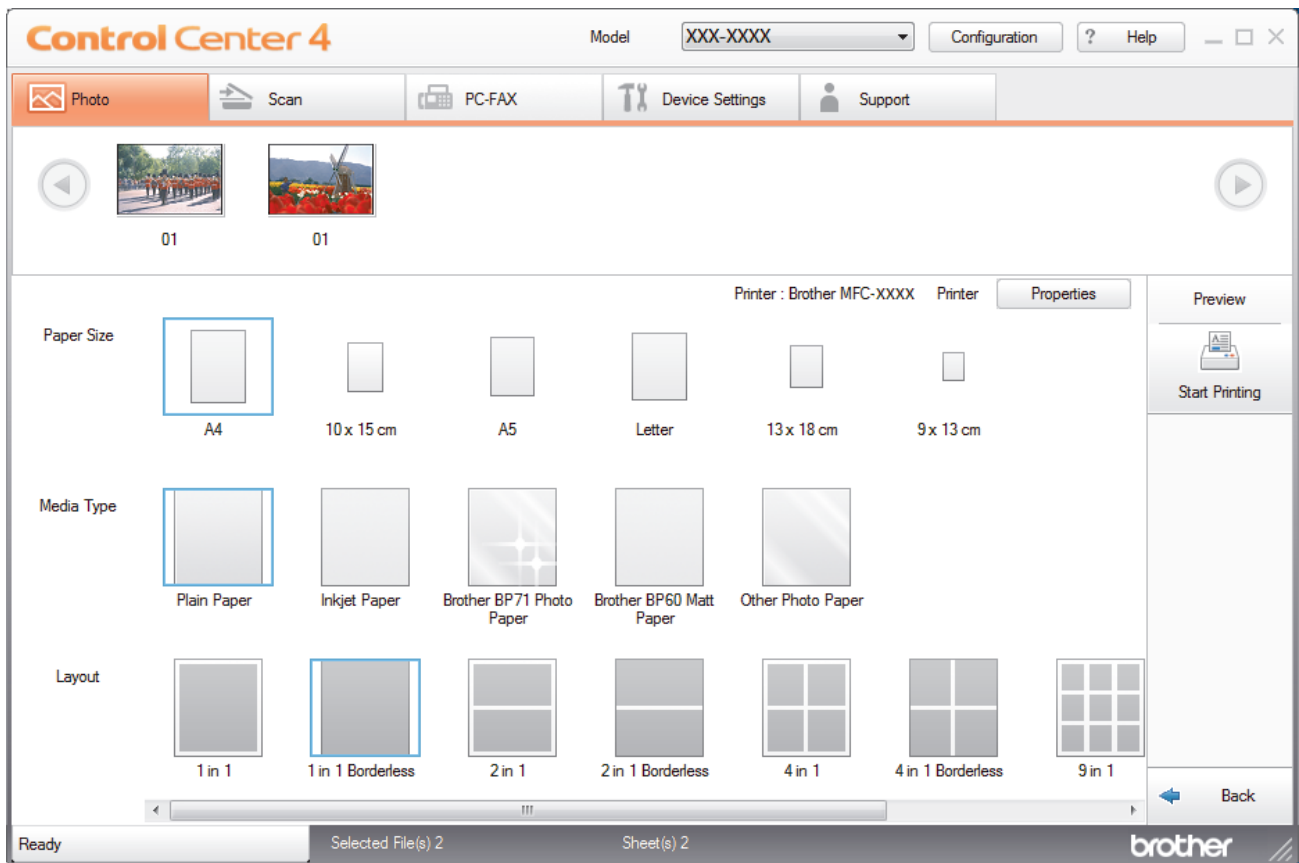 Control Center 4
Model XXX-XXXX Configuration ? Help
Photo Scan PC-FAX Device Settings Support
01 01
Printer : Brother MFC-XXXX Printer Properties Preview
Paper Size
Start Printing
A4 10 x 15 cm A5 Letter 13 x 18 cm 9 x 13 cm
Media Type
Plain Paper Inkjet Paper Brother BP71 Photo Paper Brother BP60 Matt Paper Other Photo Paper
Layout
1 in 1 1 in 1 Borderless 2 in 1 2 in 1 Borderless 4 in 1 4 in 1 Borderless 9 in 1
Back
Ready Selected File(s) 2 Sheet(s) 2 brother